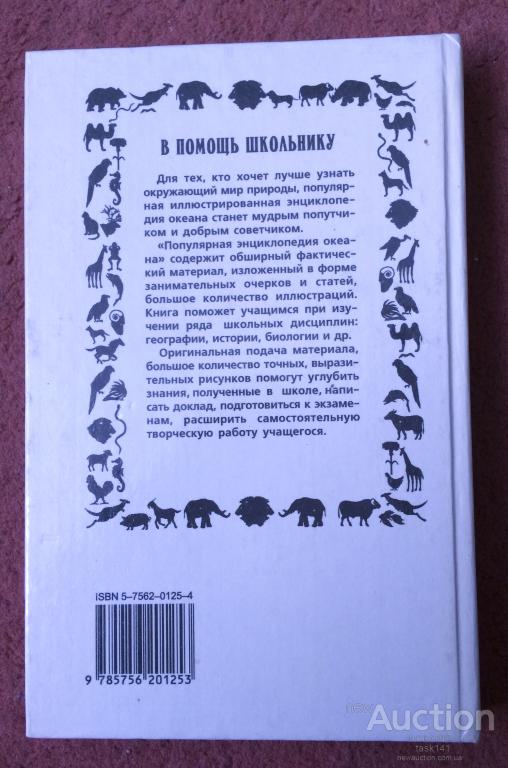 В ПОМОЩЬ ШКОЛЬНИКУ
Для тех, кто хочет лучше узнать
окружающий мир природы, популяр-
ная иллюстрированная энциклопе-
дия океана станет мудрым попутчи-
ком и добрым советчиком.
«Популярная энциклопедия океа-
на» содержит обширный фактичес-
кий материал, изложенный в форме
занимательных очерков и статей,
большое количество иллюстраций.
Книга поможет учащимся при изу-
чении ряда школьных дисциплин:
географии, истории, биологии и др.
Оригинальная подача материала,
большое количество точных, вырази-
тельных рисунков помогут углубить
знания, полученные в школе, напи-
сать доклад, подготовиться к экзаме-
нам, расширить самостоятельную
творческую работу учащегося.
ISBN 5-7562-0125-4
9 785756 201253
new
Auction
task141
newauction.com.ua